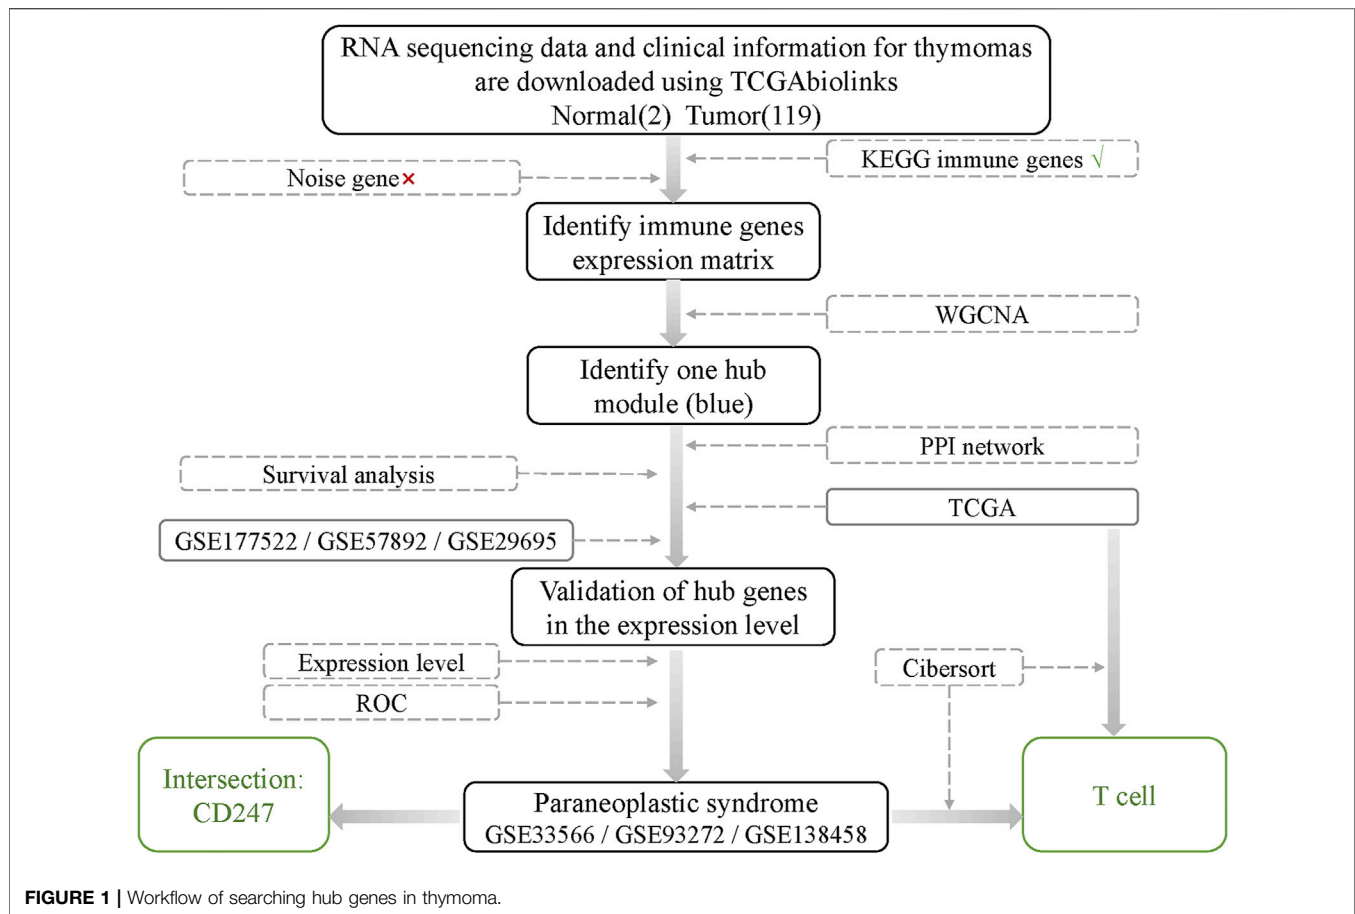 RNA sequencing data and clinical information for thymomas
are downloaded using TCGAbiolinks
Normal(2) Tumor(119)
KEGG immune genes √
Noise gene×
Identify immune genes
expression matrix
WGCNA
Identify one hub
module (blue)
PPI network
Survival analysis
TCGA
GSE177522 / GSE57892 / GSE29695
Validation of hub genes
in the expression level
Expression level
Cibersort
ROC
Intersection:
CD247
Paraneoplastic syndrome
GSE33566 / GSE93272 / GSE138458
T cell
FIGURE 1 | Workflow of searching hub genes in thymoma.